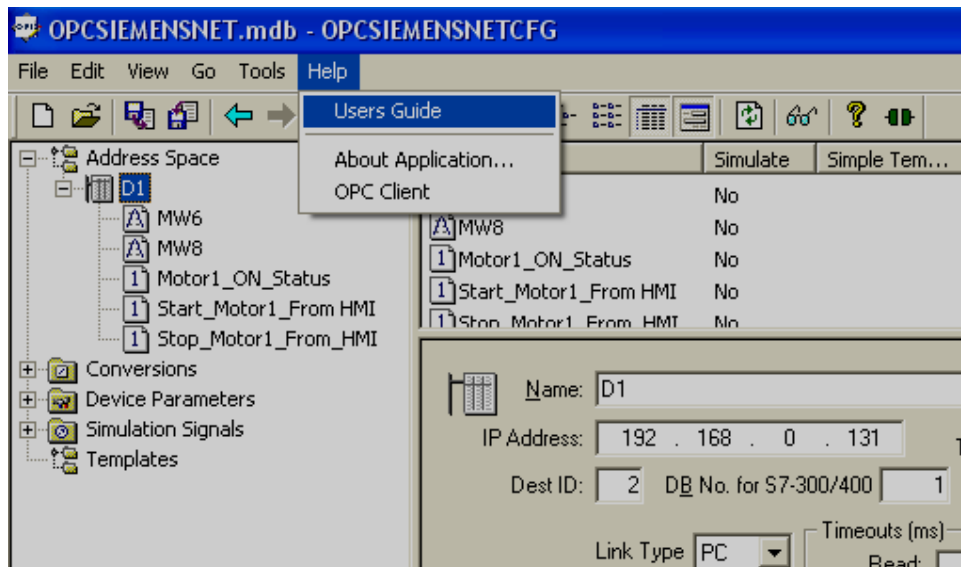 OPCSIEMENSNET.mdb - OPCSIEMENSNETCFG
File Edit View Go Tools Help
Users Guide
About Application...
OPC Client
Address Space
D1
MW6
MW8
Motor1_ON_Status
Start_Motor1_From HMI
Stop_Motor1_From_HMI
Conversions
Device Parameters
Simulation Signals
Templates
Simulate Simple Tem...
No
MW8 No
Motor1_ON_Status No
Start_Motor1_From HMI No
Stop_Motor1_From_HMI No
Name: D1
IP Address: 192 . 168 . 0 . 131
Dest ID: 2 DB No. for S7-300/400 1
Link Type PC
Timeouts (ms)
Read: